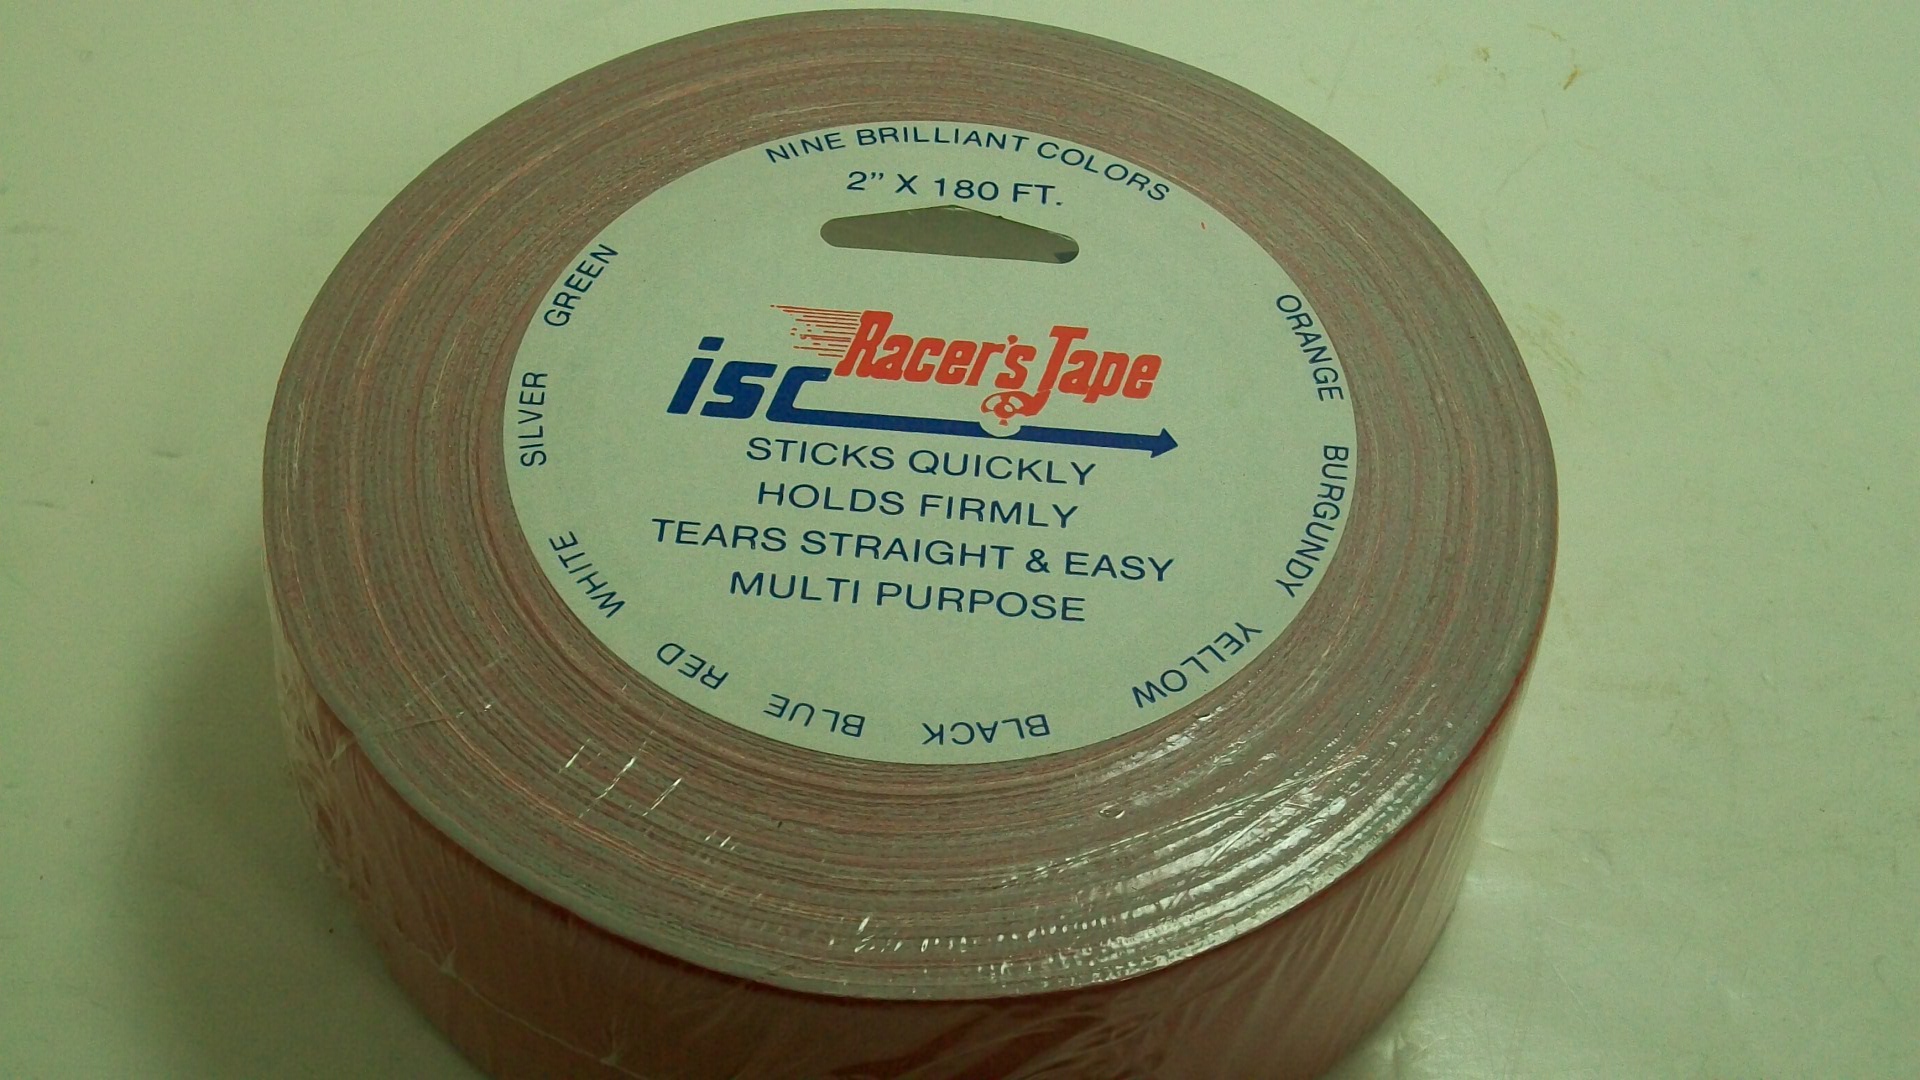 NINE BRILLIANT COLORS
2” X 180 FT.
isc Racer's Tape
STICKS QUICKLY
HOLDS FIRMLY
TEARS STRAIGHT & EASY
MULTI PURPOSE
ORANGE
BURGUNDY
YELLOW
BLACK
BLUE
RED
WHITE
SILVER
GREEN